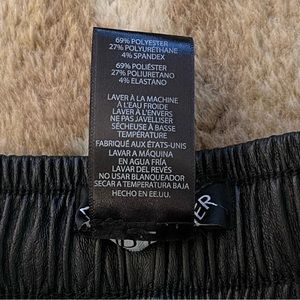 69% POLYESTER
27% POLYURETHANE
4% SPANDEX
69% POLIÉSTER
27% POLIURETANO
4% ELASTANO
LAVER À LA MACHINE
À L'EAU FROIDE
LAVER À L'ENVERS
NE PAS JAVELLISER
SÉCHEUSE À BASSE
TEMPÉRATURE
FABRIQUÉ AUX ÉTATS-UNIS
LAVAR A MÁQUINA
EN AGUA FRÍA
LAVAR DEL REVÉS
NO USAR BLANQUEADOR
SECAR A TEMPERATURA BAJA
HECHO EN EE.UU.